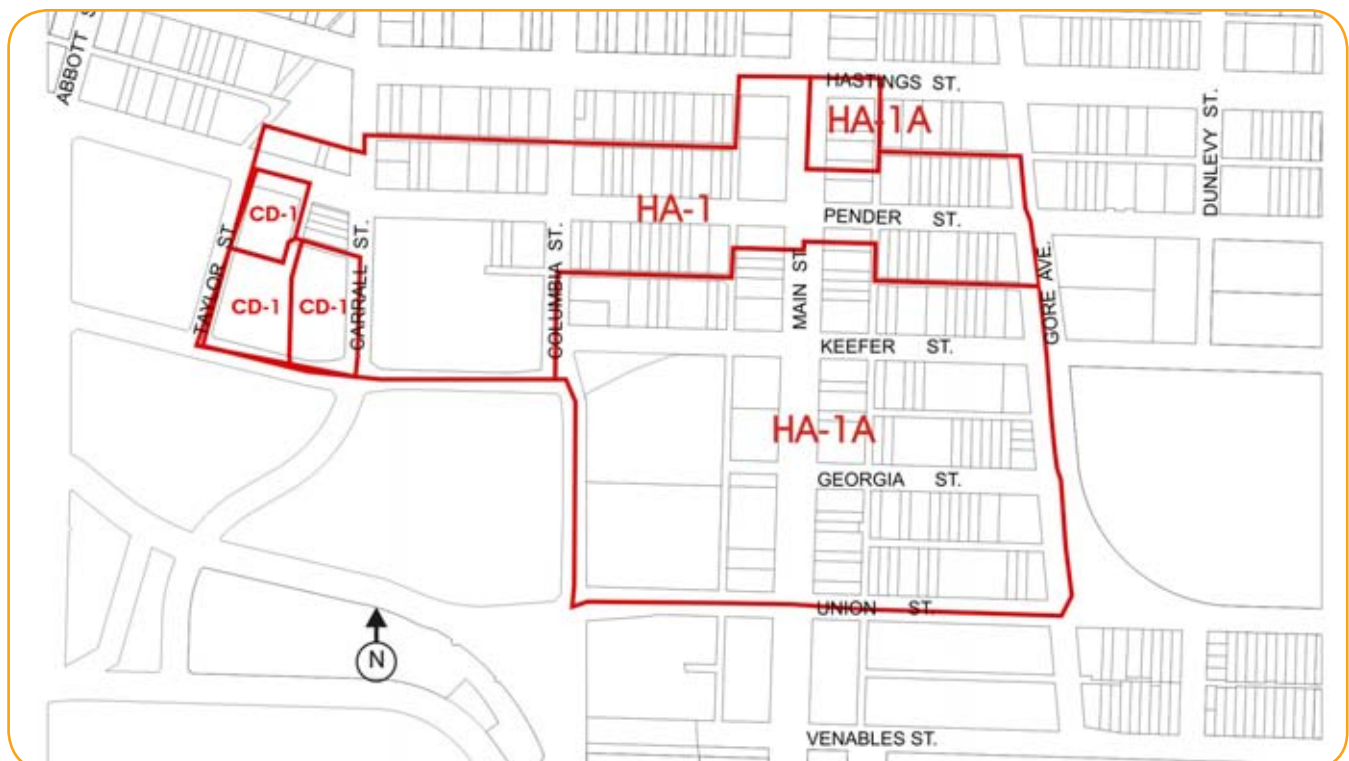 ABBOTT S
HASTINGS ST.
HA-1A
DUNLEVY ST.
HA-1
CD-1
PENDER ST.
TAYLOR ST.
CARRALL ST.
COLUMBIA ST.
MAIN ST.
GORE AVE.
CD-1
CD-1
KEEFER ST.
HA-1A
GEORGIA ST.
UNION ST.
N
VENABLES ST.